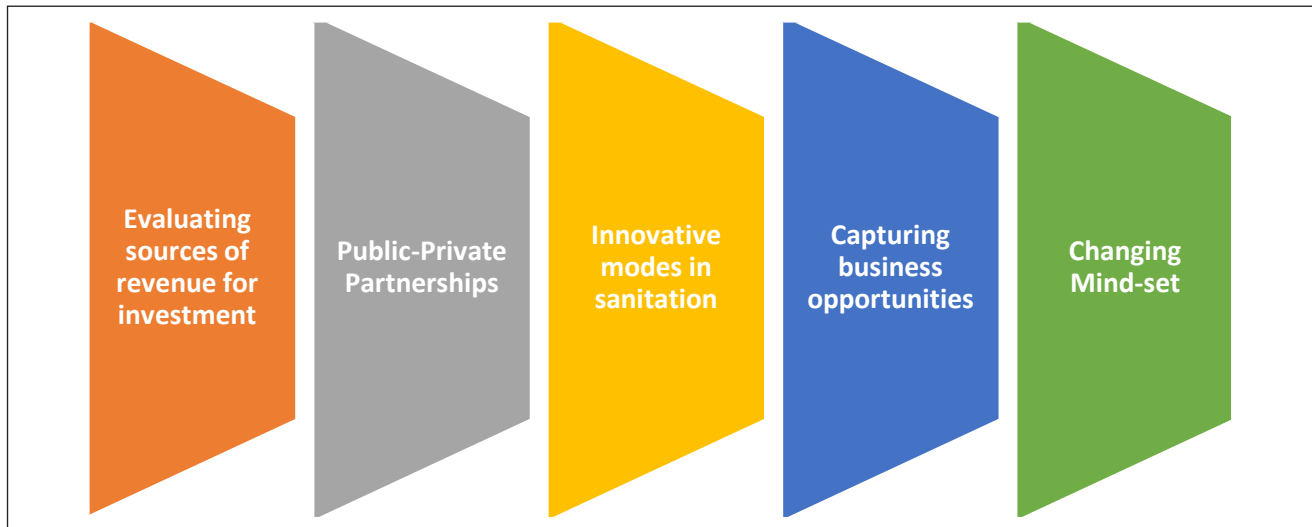 Evaluating
sources of
revenue for
investment
Public-Private
Partnerships
Innovative
modes in
sanitation
Capturing
business
opportunities
Changing
Mind-set